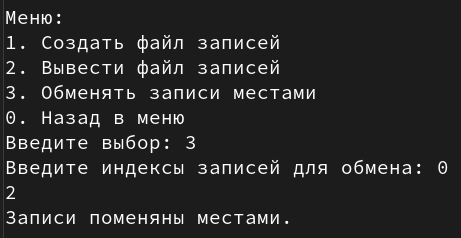 Меню:
1. Создать файл записей
2. Вывести файл записей
3. Обменять записи местами
0. Назад в меню
Введите выбор: 3
Введите индексы записей для обмена: 0
2
Записи поменяны местами.